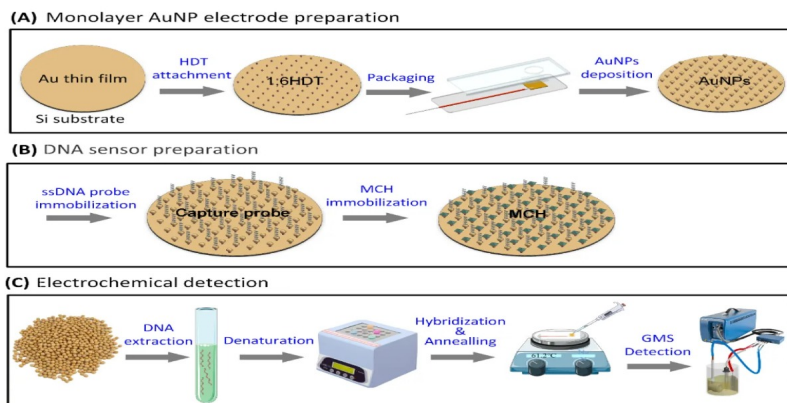 (A) Monolayer AuNP electrode preparation
Au thin film
Si substrate
HDT
attachment
1;6HDT
Packaging
AuNPs
deposition
AuNPs
(B) DNA sensor preparation
ssDNA probe
immobilization
Capture probe
MCH
immobilization
MCH
(C) Electrochemical detection
DNA
extraction
Denaturation
Hybridization
&
Annealling
GMS
Detection